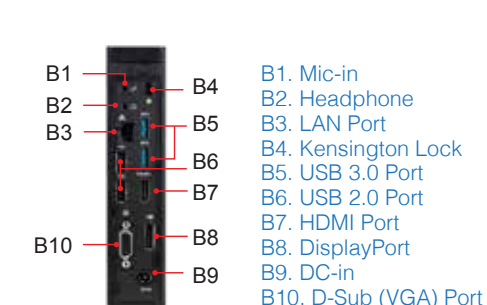 B1
B2
B3
B10
B4
B5
B6
B7
B8
B9
B1. Mic-in
B2. Headphone
B3. LAN Port
B4. Kensington Lock
B5. USB 3.0 Port
B6. USB 2.0 Port
B7. HDMI Port
B8. DisplayPort
B9. DC-in
B10. D-Sub (VGA) Port